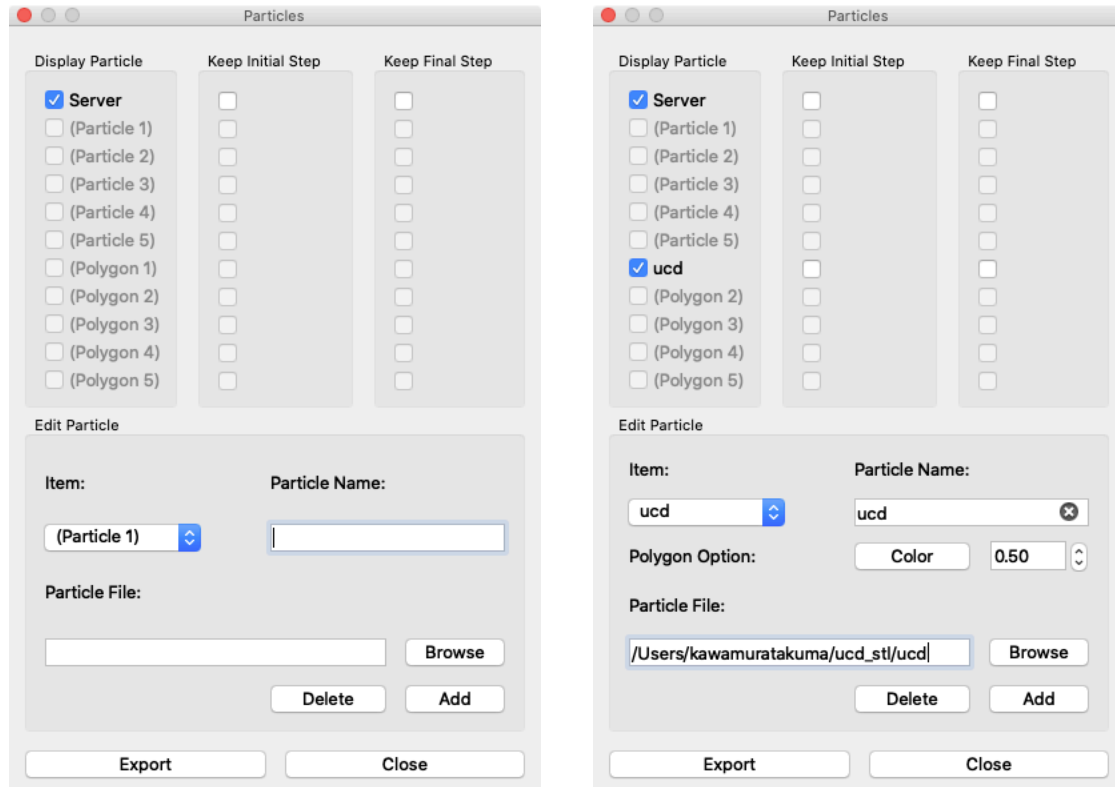 Particles
Display Particle Keep Initial Step Keep Final Step
Server
(Particle 1)
(Particle 2)
(Particle 3)
(Particle 4)
(Particle 5)
(Polygon 1)
(Polygon 2)
(Polygon 3)
(Polygon 4)
(Polygon 5)
Edit Particle
Item: Particle Name:
(Particle 1)
Particle File:
Browse
Delete Add
Export Close
Particles
Display Particle Keep Initial Step Keep Final Step
Server
(Particle 1)
(Particle 2)
(Particle 3)
(Particle 4)
(Particle 5)
ucd
(Polygon 2)
(Polygon 3)
(Polygon 4)
(Polygon 5)
Edit Particle
Item: Particle Name:
ucd ucd
Polygon Option: Color 0.50
Particle File:
/Users/kawamuratakuma/ucd_stl/ucd Browse
Delete Add
Export Close